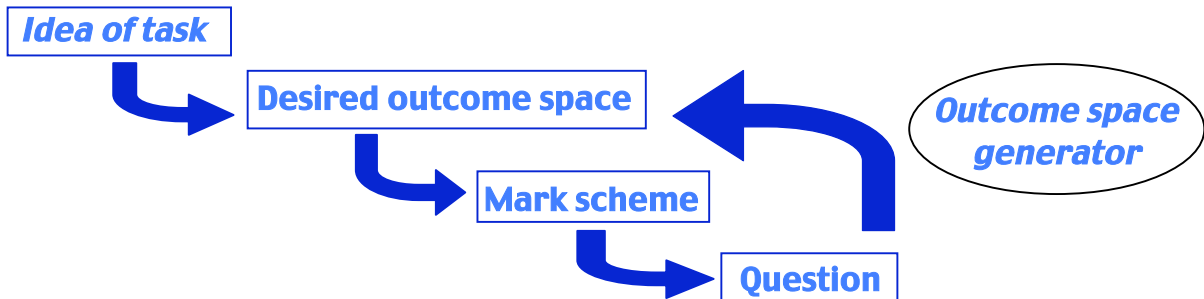 Idea of task
Desired outcome space
Outcome space
generator
Mark scheme
Question